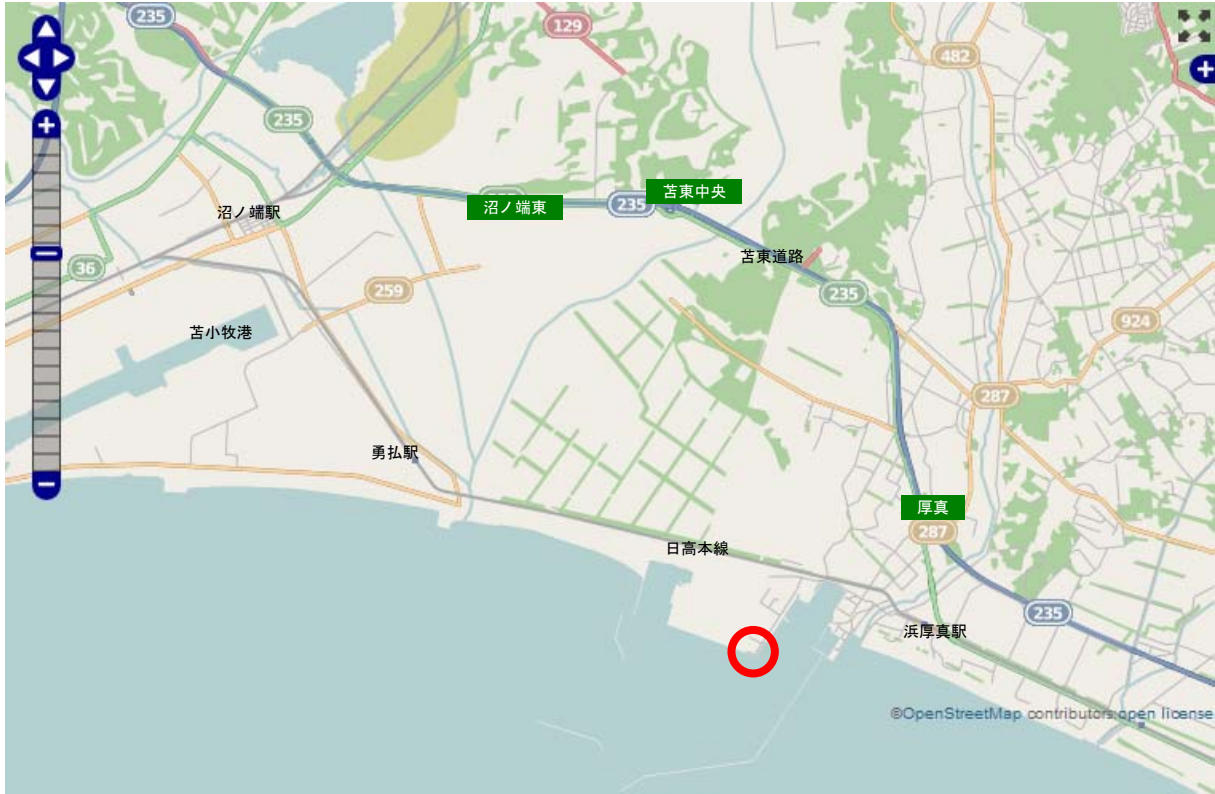 235
129
482
235
沼ノ端東
235
苫東中央
沼ノ端駅
苫東道路
36
259
235
924
苫小牧港
287
勇払駅
厚真
287
日高本線
235
浜厚真駅
©OpenStreetMap contributors,open license